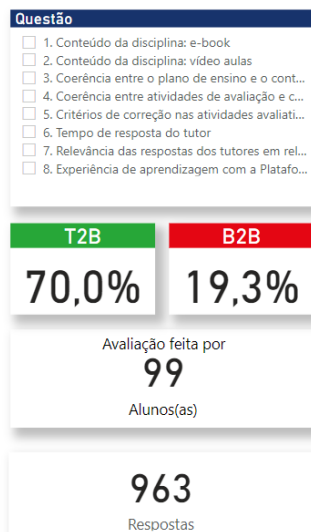 Questão
1. Conteúdo da disciplina: e-book
2. Conteúdo da disciplina: vídeo aulas
3. Coerência entre o plano de ensino e o cont...
4. Coerência entre atividades de avaliação e c...
5. Critérios de correção nas atividades avaliati...
6. Tempo de resposta do tutor
7. Relevância das respostas dos tutores em rel...
8. Experiência de aprendizagem com a Platafo...
T2B
70,0%
B2B
19,3%
Avaliação feita por
99
Alunos(as)
963
Respostas